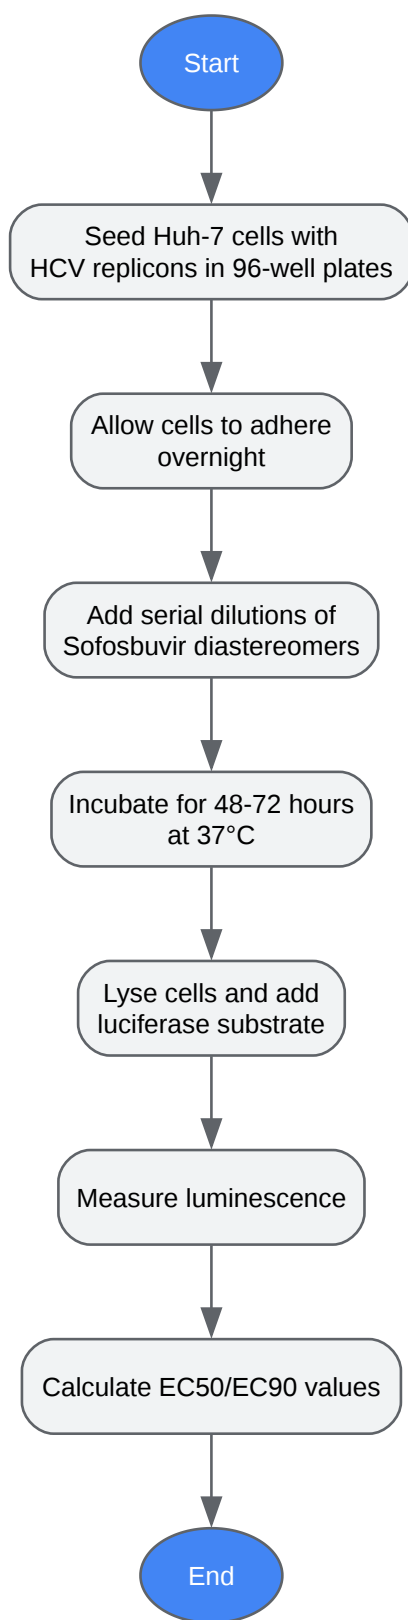 Start
Seed Huh-7 cells with
HCV replicons in 96-well plates
Allow cells to adhere
overnight
Add serial dilutions of
Sofosbuvir diastereomers
Incubate for 48-72 hours
at 37°C
Lyse cells and add
luciferase substrate
Measure luminescence
Calculate EC50/EC90 values
End